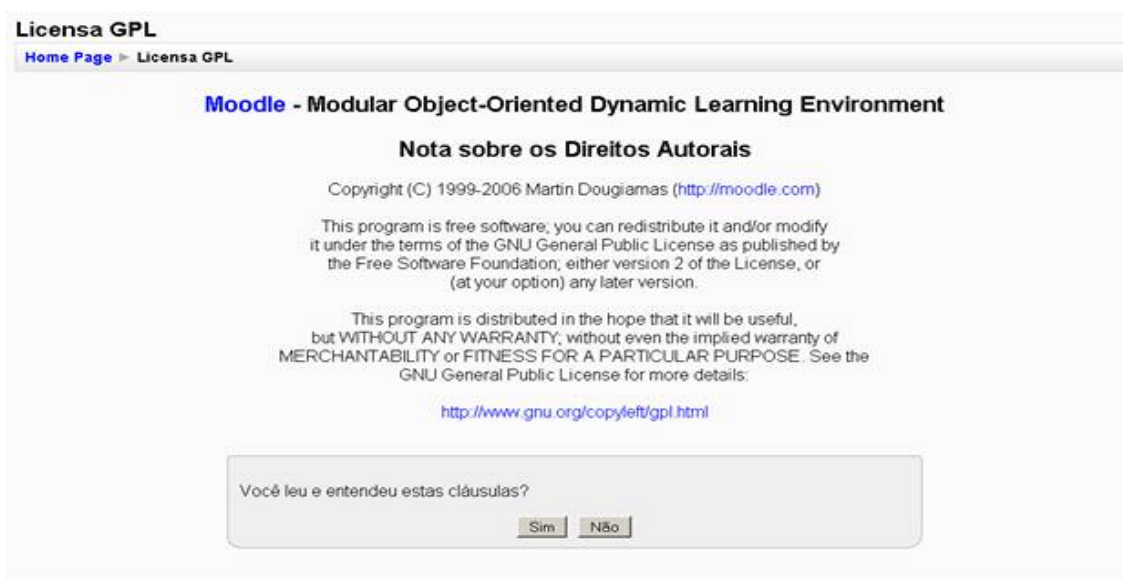 Licensa GPL
Home Page ► Licensa GPL
Moodle - Modular Object-Oriented Dynamic Learning Environment
Nota sobre os Direitos Autorais
Copyright (C) 1999-2006 Martin Dougiamas (http://moodle.com)
This program is free software; you can redistribute it and/or modify
it under the terms of the GNU General Public License as published by
the Free Software Foundation; either version 2 of the License, or
(at your option) any later version.
This program is distributed in the hope that it will be useful,
but WITHOUT ANY WARRANTY; without even the implied warranty of
MERCHANTABILITY or FITNESS FOR A PARTICULAR PURPOSE. See the
GNU General Public License for more details:
http://www.gnu.org/copyleft/gpl.html
Você leu e entendeu estas cláusulas?
Sim Não